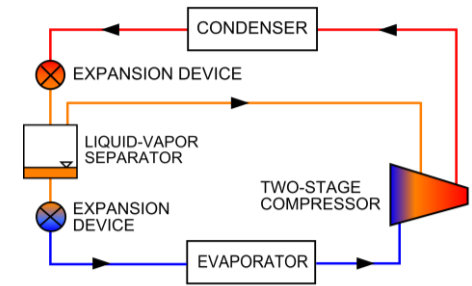 CONDENSER
EXPANSION DEVICE
LIQUID-VAPOR
SEPARATOR
TWO-STAGE
COMPRESSOR
EXPANSION
DEVICE
EVAPORATOR